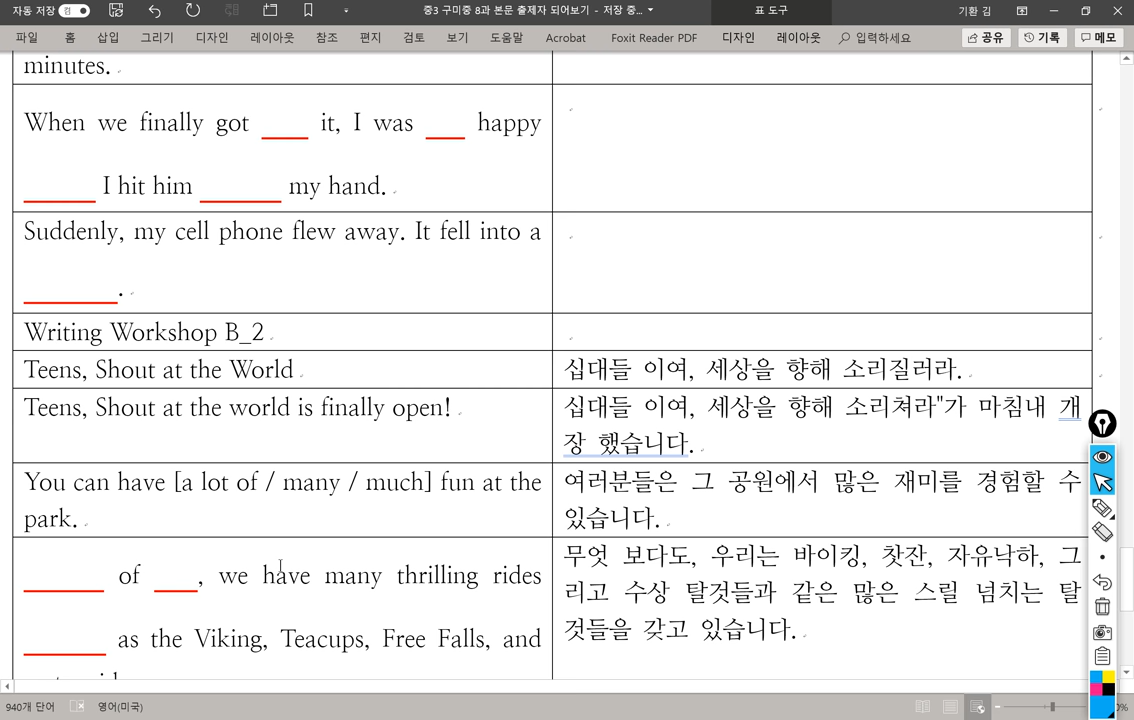 자동 저장 중3 구미중 8과 본문 출제자 되어보기 - 저장 중... 표 도구 기환 김
파일 홈 삽입 그리기 디자인 레이아웃 참조 편지 검토 보기 도움말 Acrobat Foxit Reader PDF 디자인 레이아웃 입력하세요 공유 기록 메모
minutes.
When we finally got ____ it, I was ____ happy
____ I hit him ____ my hand.
Suddenly, my cell phone flew away. It fell into a
____.
Writing Workshop B_2
Teens, Shout at the World
십대들 이여, 세상을 향해 소리질러라.
Teens, Shout at the world is finally open!
십대들 이여, 세상을 향해 소리쳐라"가 마침내 개
장 했습니다.
You can have [a lot of / many / much] fun at the
park.
여러분들은 그 공원에서 많은 재미를 경험할 수
있습니다.
____ of ____, we have many thrilling rides
____ as the Viking, Teacups, Free Falls, and
무엇 보다도, 우리는 바이킹, 찻잔, 자유낙하, 그
리고 수상 탈것들과 같은 많은 스릴 넘치는 탈
것들을 갖고 있습니다.
940개 단어 영어(미국)